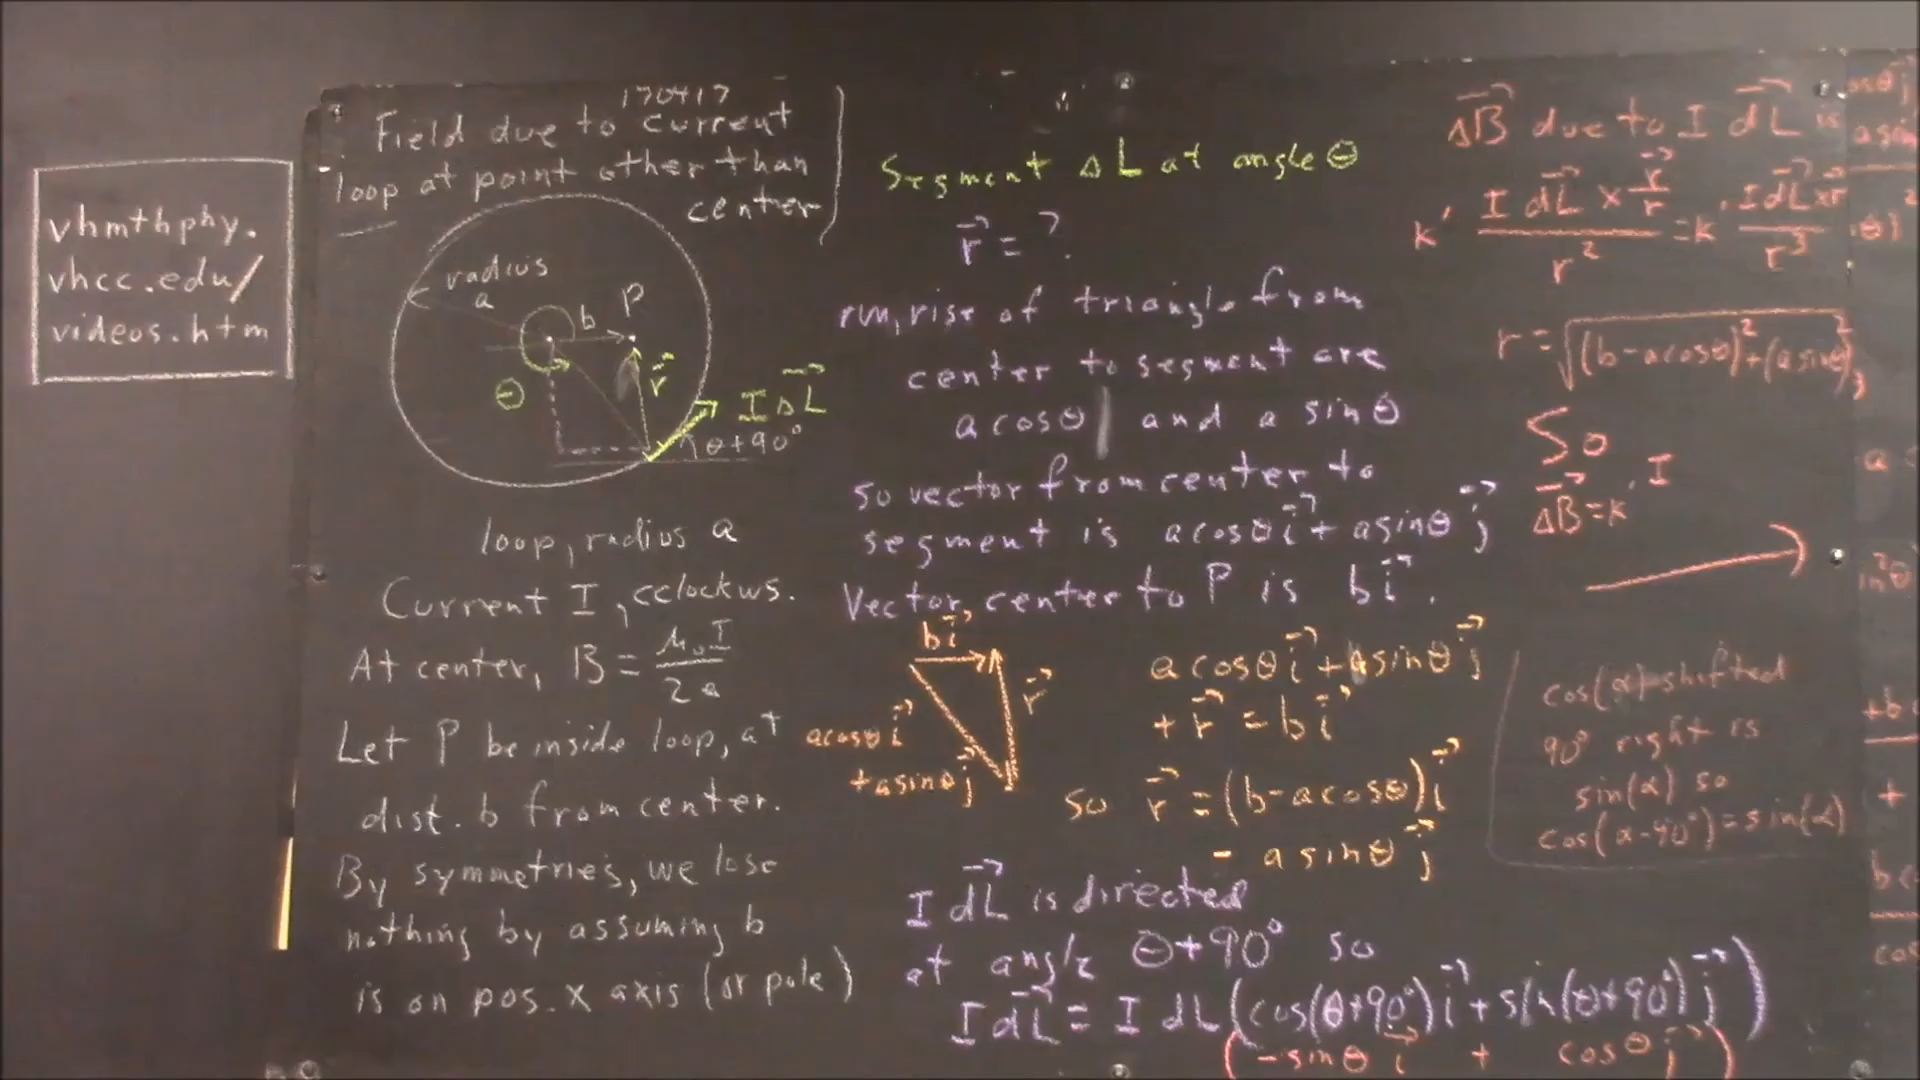 vhmthphy.
vhcc.edu/
videos.htm
170417
Field due to current
loop at point other than
center
radius
a
b
P
r⃗
Θ
I ΔL⃗
θ+90°
loop, radius a
Current I, cclockws.
At center, B = μ₀I / 2a
Let P be inside loop, at
dist. b from center.
By symmetries, we lose
nothing by assuming b
is on pos. x axis (or pole)
Segment ΔL at angle Θ
r⃗ = ?
run, rise of triangle from
center to segment are
a cosθ and a sinθ
so vector from center to
segment is a cosθ i⃗ + a sinθ j⃗
Vector, center to P is b i⃗.
b i⃗
r⃗
a cosθ i⃗
+ a sinθ j⃗
a cosθ i⃗ + a sinθ j⃗
+ r⃗ = b i⃗
so r⃗ = (b - a cosθ) i⃗
- a sinθ j⃗
I dL⃗ is directed
at angle Θ+90° so
I dL⃗ = I dL (cos(θ+90°) i⃗ + sin(θ+90°) j⃗)
(-sinθ i⃗ + cosθ j⃗)
ΔB⃗ due to I dL⃗ is
k' I dL⃗ × r⃗/r / r² = k' I dL⃗ × r⃗ / r³
r = √((b - a cosθ)² + (a sinθ)²)
So
ΔB⃗ = k' I
cos(α) shifted
90° right is
sin(α) so
cos(α-90°) = sin(α)